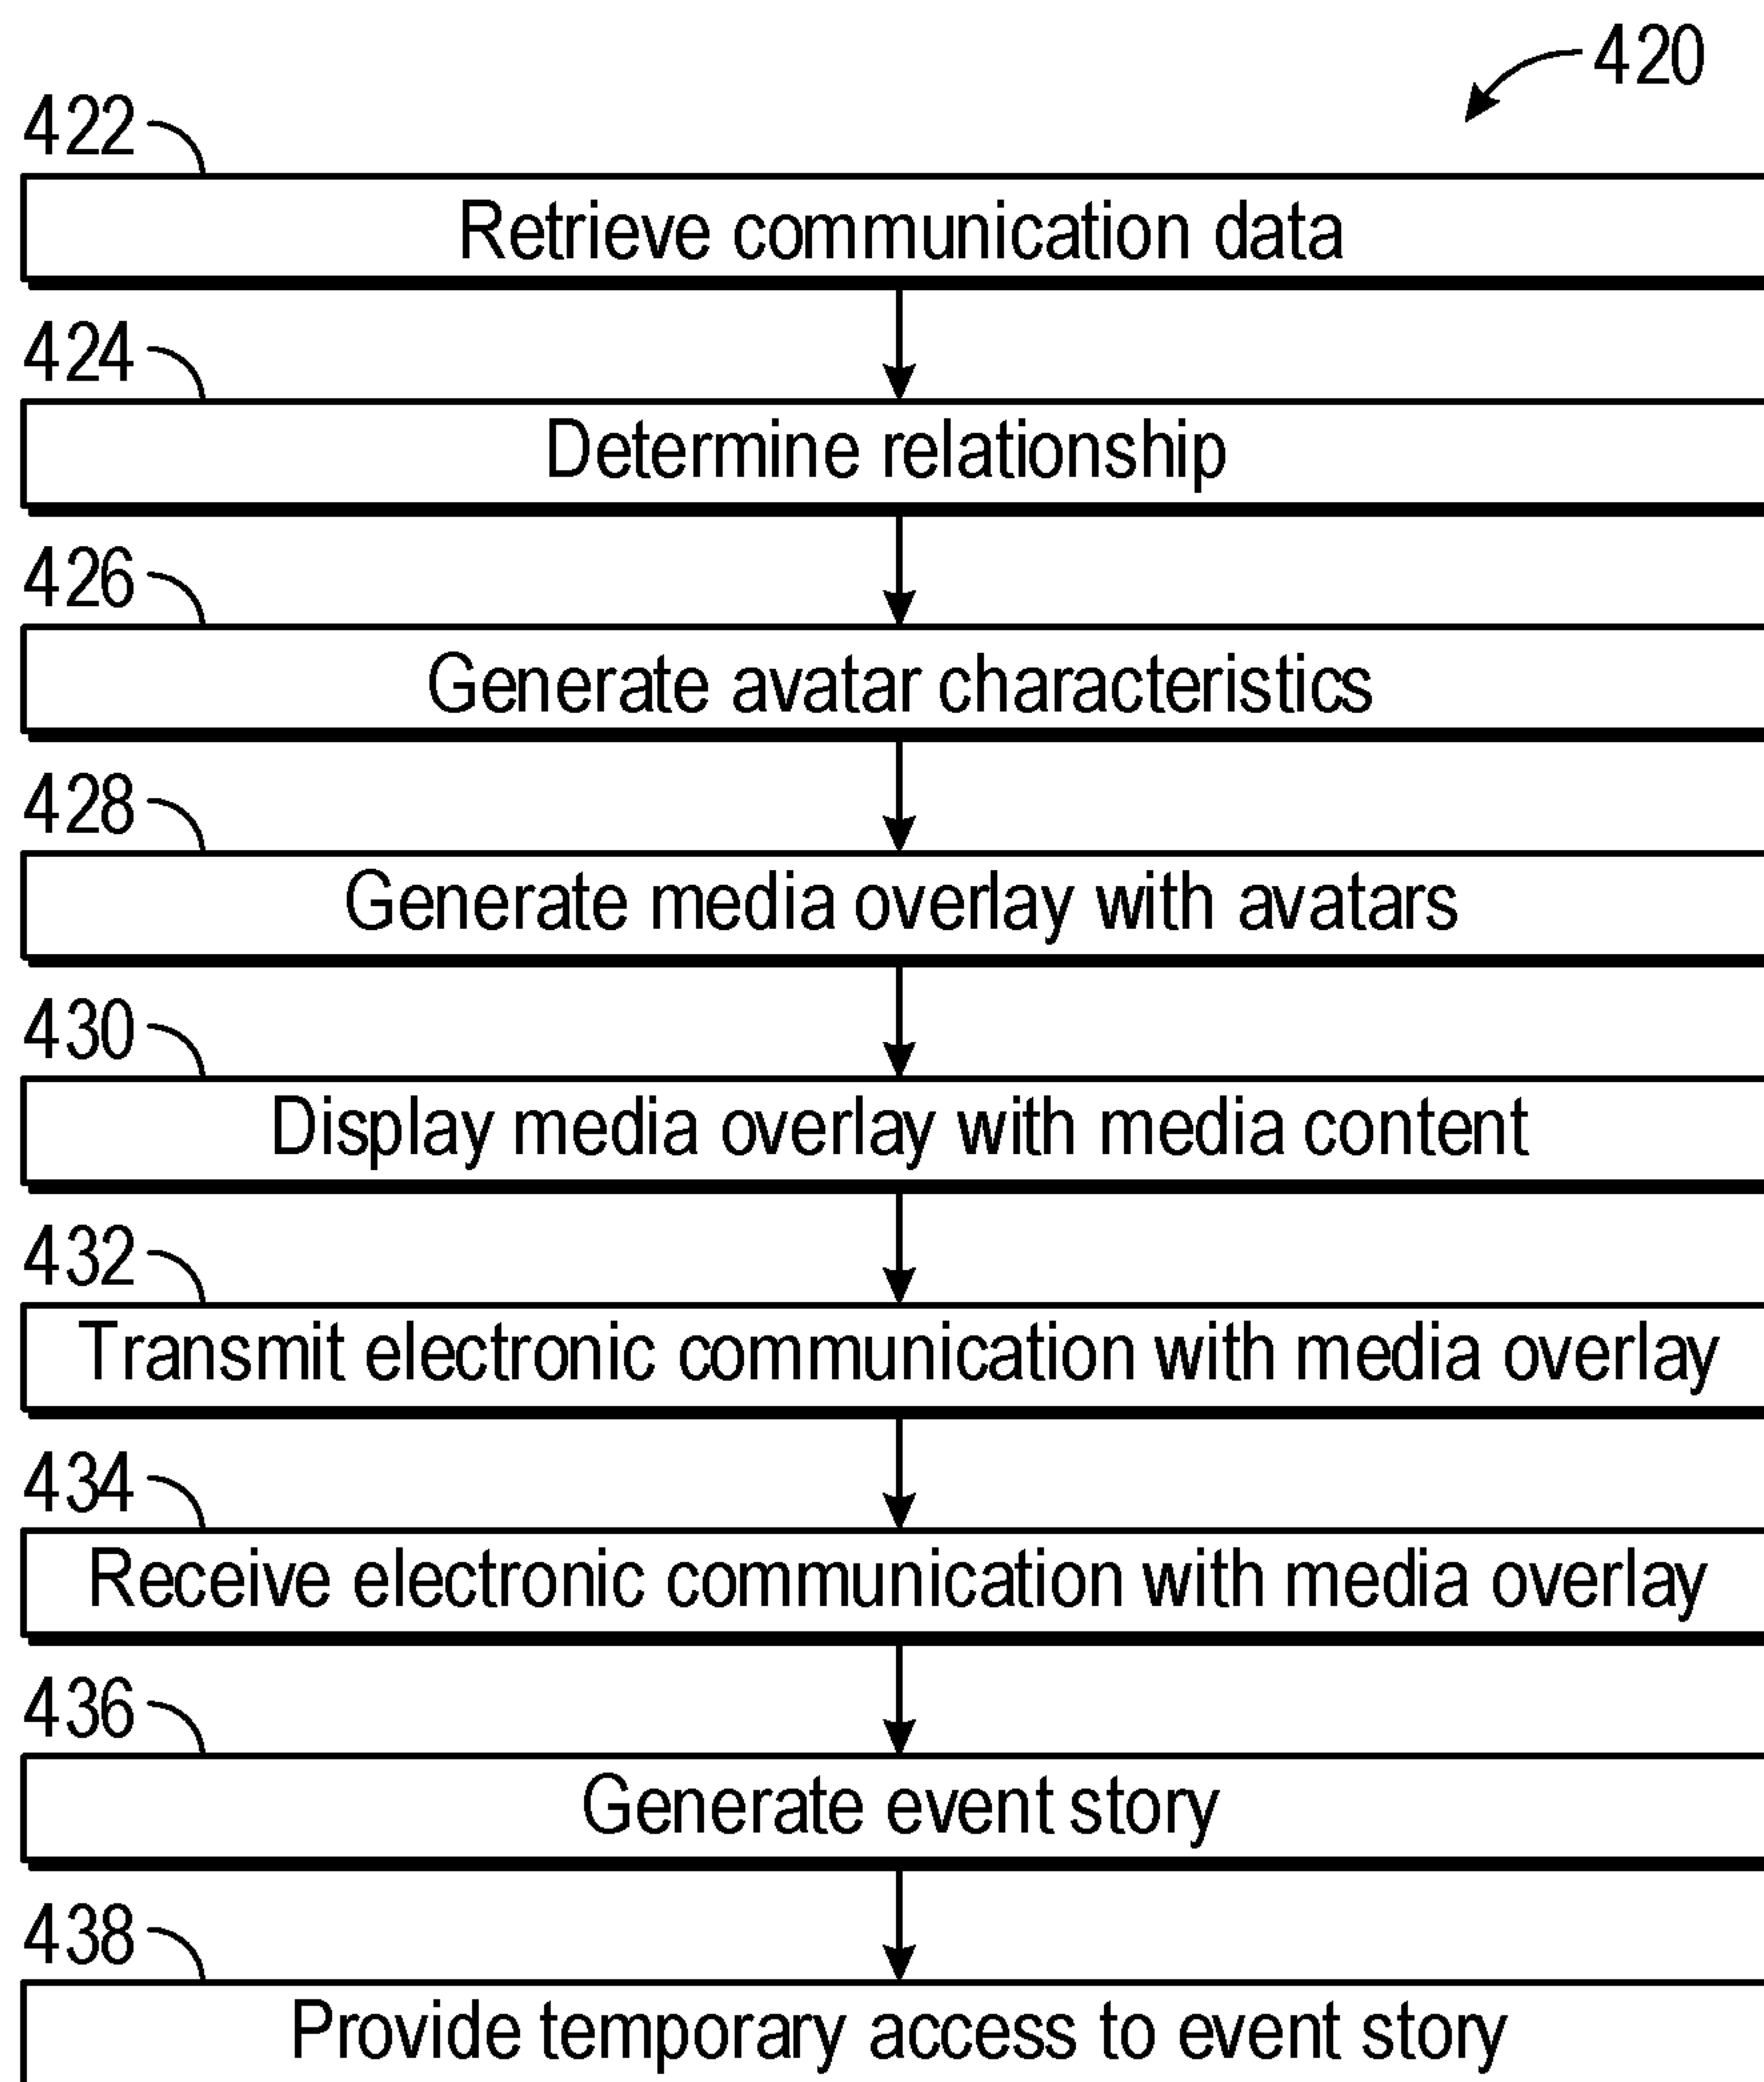 420
422
Retrieve communication data
424
Determine relationship
426
Generate avatar characteristics
428
Generate media overlay with avatars
430
Display media overlay with media content
432
Transmit electronic communication with media overlay
434
Receive electronic communication with media overlay
436
Generate event story
438
Provide temporary access to event story